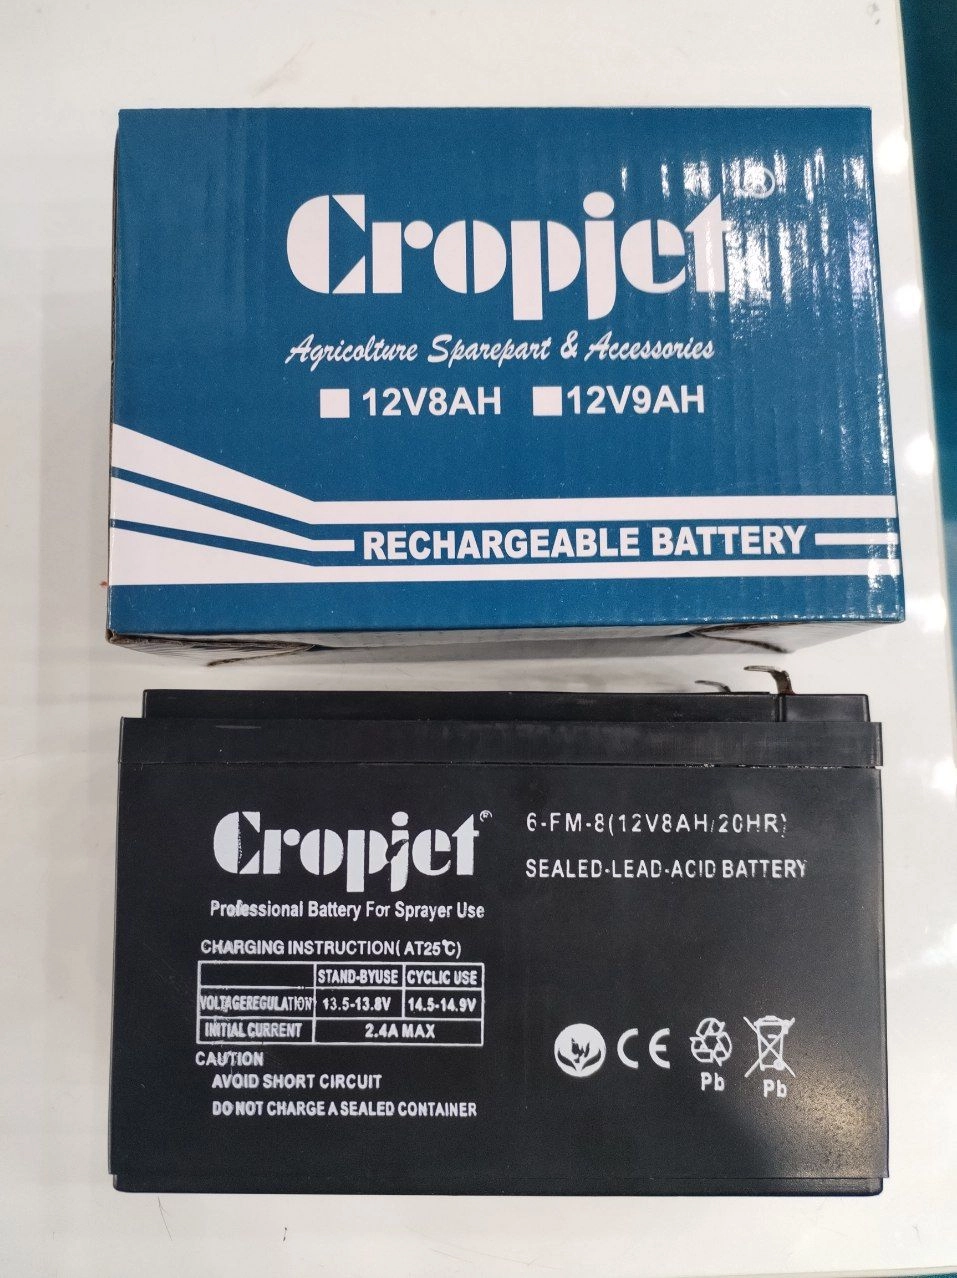 Cropjet®
Agricolture Sparepart & Accessories
12V8AH 12V9AH
RECHARGEABLE BATTERY
Cropjet®
Professional Battery For Sprayer Use
6-FM-8(12V8AH/20HR)
SEALED-LEAD-ACID BATTERY
CHARGING INSTRUCTION( AT25℃)
STAND-BYUSE CYCLIC USE
VOLTAGEREGULATION 13.5-13.8V 14.5-14.9V
INITIAL CURRENT 2.4A MAX
CAUTION
AVOID SHORT CIRCUIT
DO NOT CHARGE A SEALED CONTAINER
CE
Pb
Pb